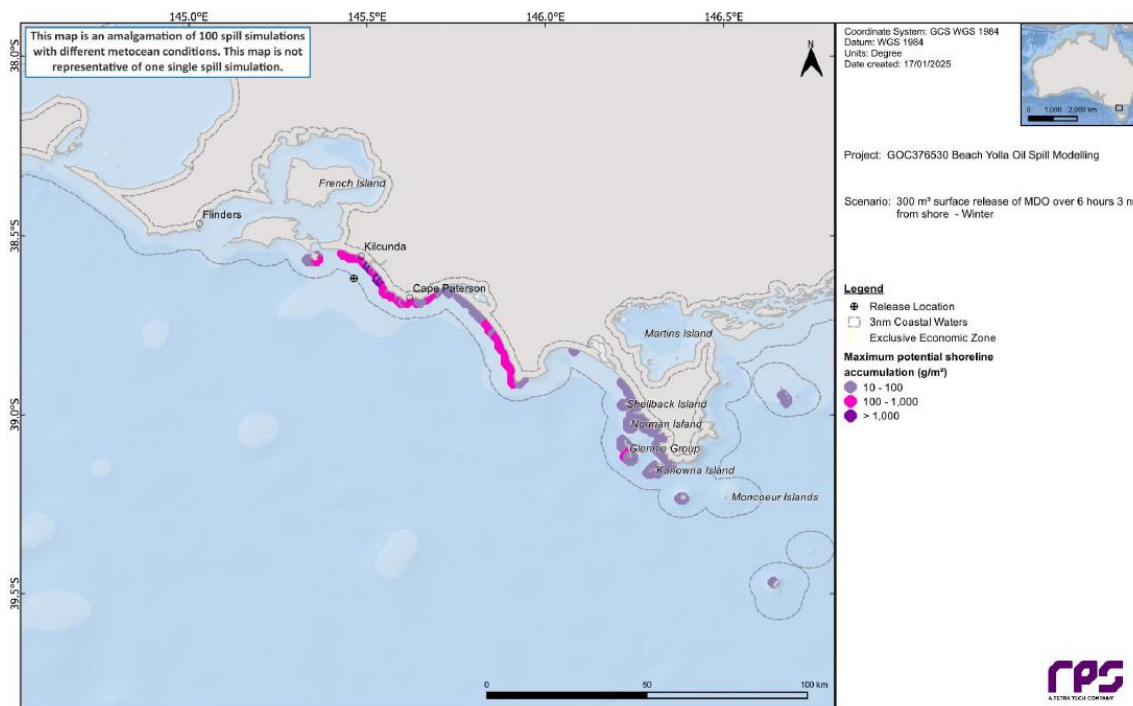 145.0°E 145.5°E 146.0°E 146.5°E
This map is an amalgamation of 100 spill simulations
with different metocean conditions. This map is not
representative of one single spill simulation.
N
38.0°S
38.5°S
39.0°S
39.5°S
French Island
Flinders
Kilcunda
Cape Paterson
Martins Island
Shellback Island
Norman Island
Glennie Group
Kanowna Island
Moncoeur Islands
0 50 100 km
Coordinate System: GCS WGS 1984
Datum: WGS 1984
Units: Degree
Date created: 17/01/2025
0 1,000 2,000 km
Project: GOC376530 Beach Yolla Oil Spill Modelling
Scenario: 300 m³ surface release of MDO over 6 hours 3 n
from shore - Winter
Legend
Release Location
3nm Coastal Waters
Exclusive Economic Zone
Maximum potential shoreline
accumulation (g/m²)
10 - 100
100 - 1,000
> 1,000
rps
A TETRA TECH COMPANY